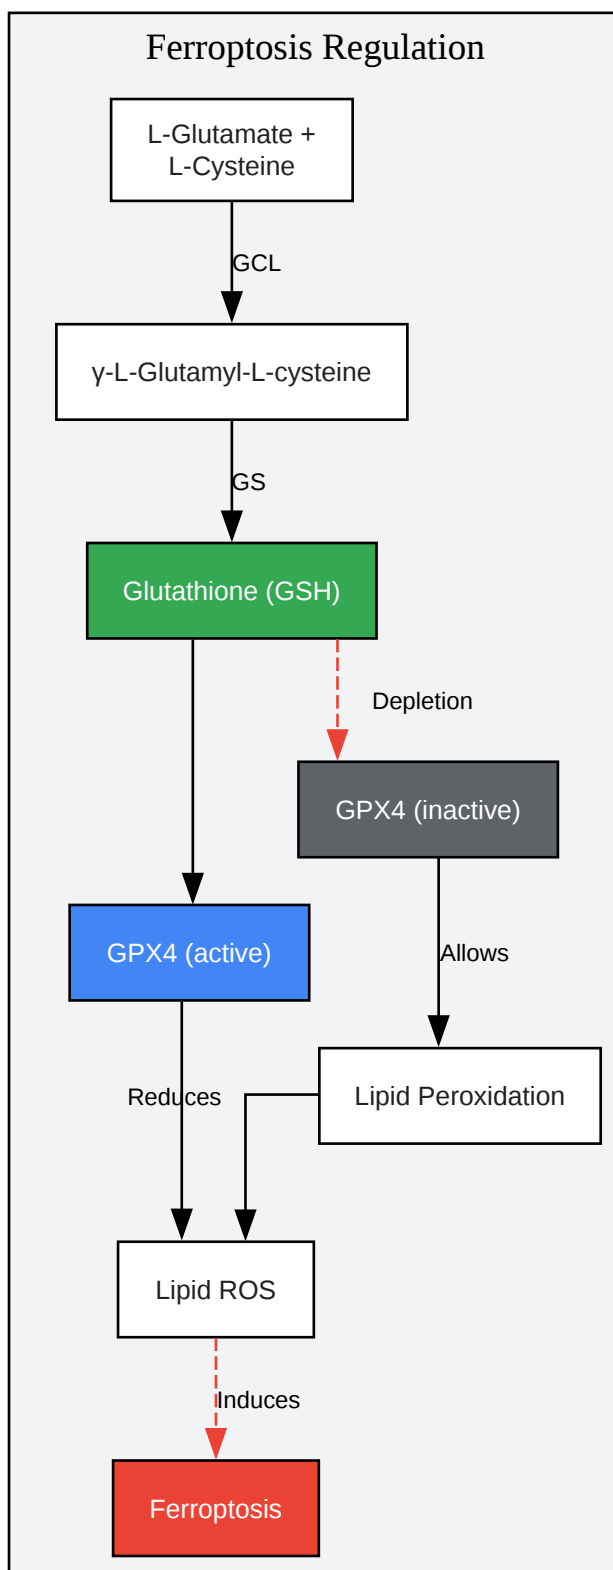 Ferroptosis Regulation
L-Glutamate +
L-Cysteine
GCL
γ-L-Glutamyl-L-cysteine
GS
Glutathione (GSH)
Depletion
GPX4 (inactive)
GPX4 (active)
Allows
Reduces
Lipid Peroxidation
Lipid ROS
Induces
Ferroptosis